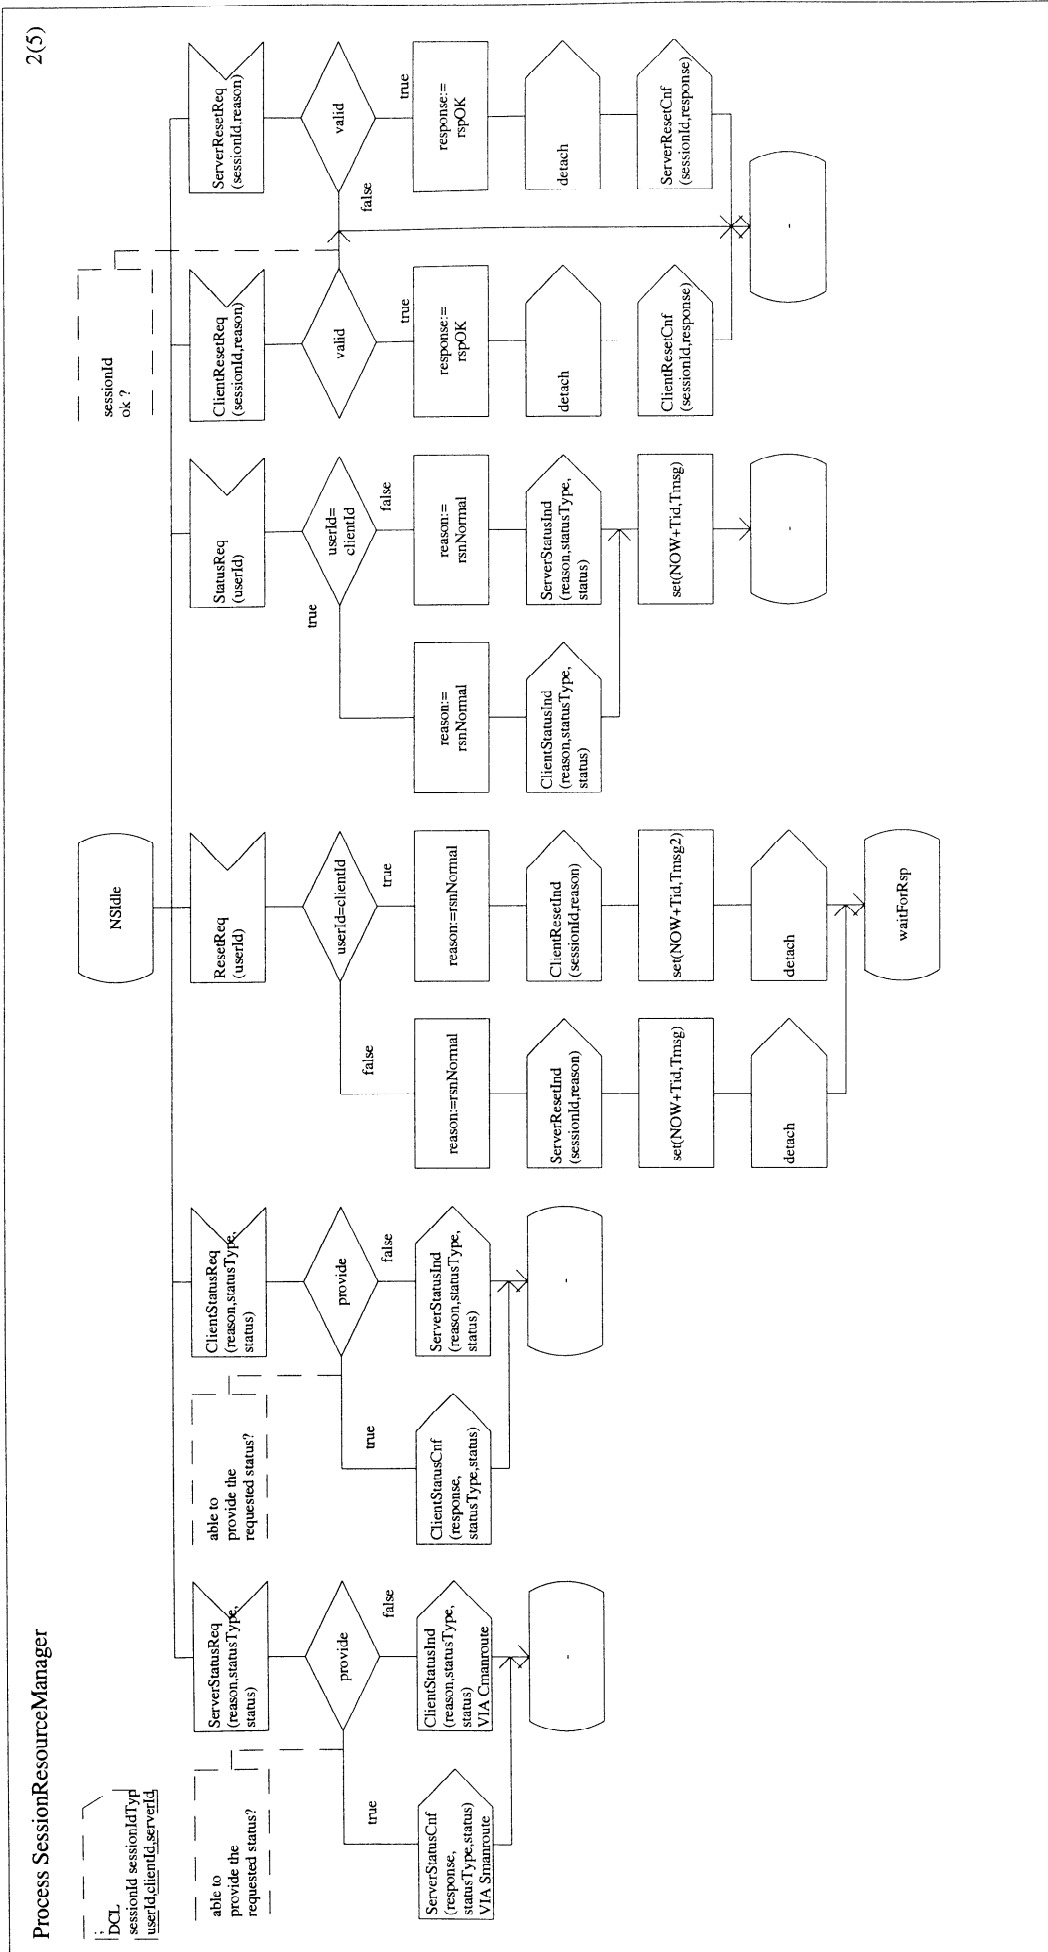 Process SessionResourceManager
2(5)
;
DCL
sessionId sessionIdTyp
userId,clientId,serverId
NSIdle
ServerStatusReq
(reason,statusType,
status)
able to
provide the
requested status?
provide
true
false
ServerStatusCnf
(response,
statusType,status)
VIA Smanroute
ClientStatusInd
(reason,statusType,
status)
VIA Cmanroute
-
ClientStatusReq
(reason,statusType,
status)
able to
provide the
requested status?
provide
true
false
ClientStatusCnf
(response,
statusType,status)
ServerStatusInd
(reason,statusType,
status)
-
ResetReq
(userId)
userId=clientId
false
true
reason:=rsnNormal
reason:=rsnNormal
ServerResetInd
(sessionId,reason)
ClientResetInd
(sessionId,reason)
set(NOW+Tid,Tmsg)
set(NOW+Tid,Tmsg2)
detach
detach
waitForRsp
StatusReq
(userId)
userId=
clientId
true
false
reason:=
rsnNormal
reason:=
rsnNormal
ClientStatusInd
(reason,statusType,
status)
ServerStatusInd
(reason,statusType,
status)
set(NOW+Tid,Tmsg)
-
sessionId
ok ?
ClientResetReq
(sessionId,reason)
valid
true
response:=
rspOK
detach
ClientResetCnf
(sessionId,response)
ServerResetReq
(sessionId,reason)
valid
false
true
response:=
rspOK
detach
ServerResetCnf
(sessionId,response)
-